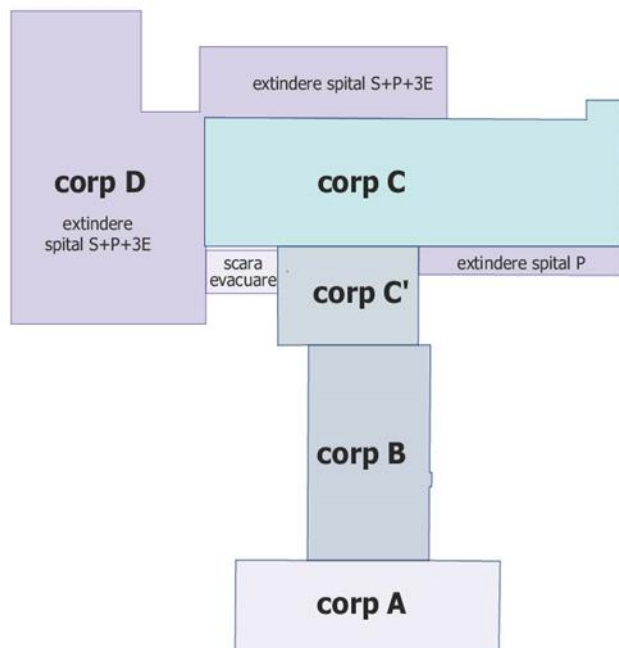 extindere spital S+P+3E
corp D
extindere
spital S+P+3E
corp C
scara
evacuare
extindere spital P
corp C'
corp B
corp A